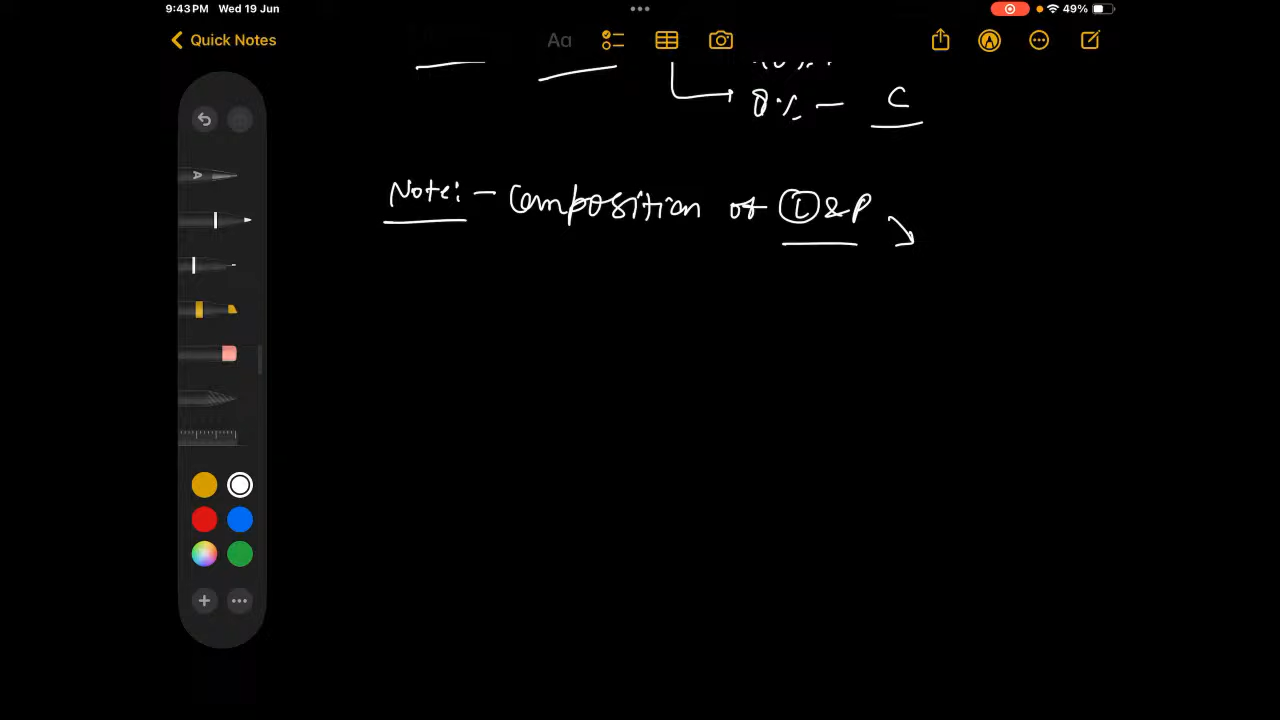 9:43 PM Wed 19 Jun
49%
Quick Notes
Aa
8% — C
Note: - Composition of I & P